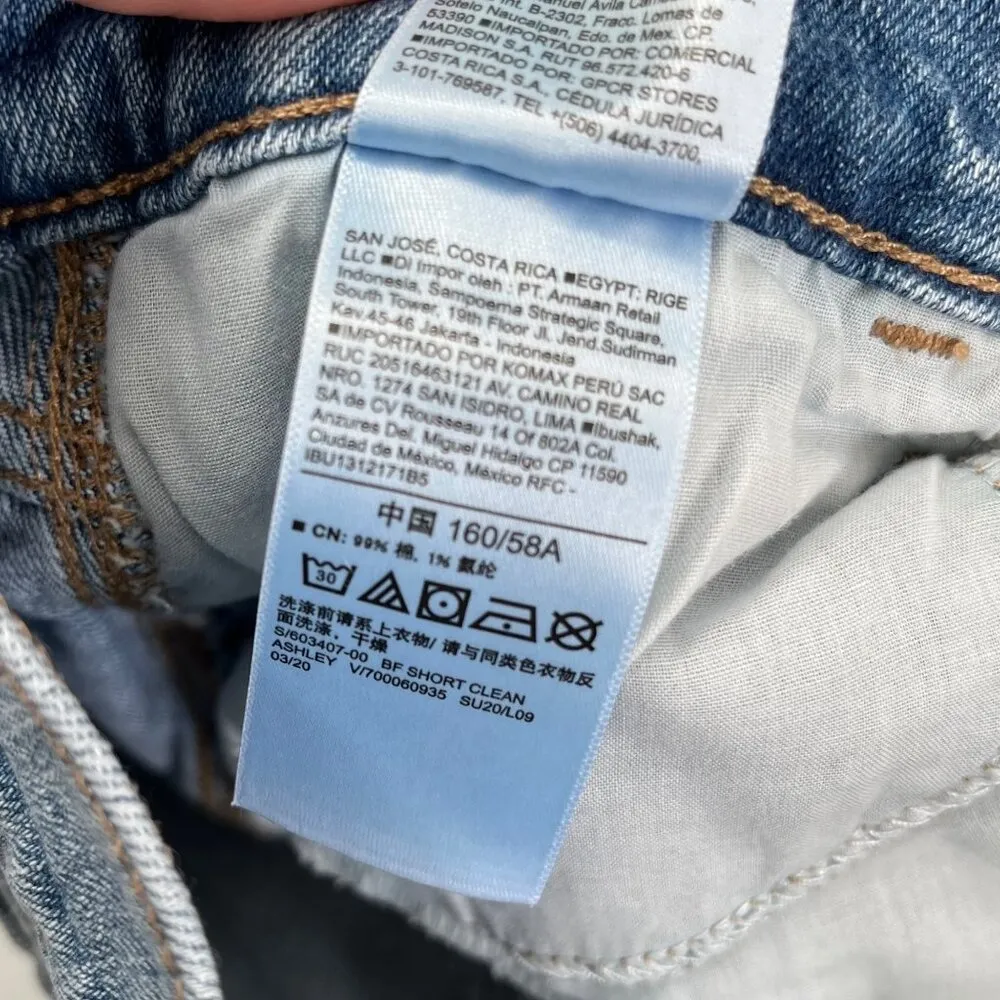 Manuel Avila
Int. B-2302, Fracc. Lomas de
Sotelo Naucalpan, Edo. de Mex. CP.
53390 ■IMPORTADO POR: COMERCIAL
MADISON S.A. RUT 96.572.420-6
■IMPORTADO POR: GPCR STORES
COSTA RICA S.A., CÉDULA JURÍDICA
3-101-769587, TEL +(506) 4404-3700,
SAN JOSÉ, COSTA RICA ■EGYPT: RIGE
LLC ■DI Impor oleh : PT. Armaan Retail
Indonesia, Sampoerna Strategic Square,
South Tower, 19th Floor Jl, Jend.Sudirman
Kav.45-46 Jakarta - Indonesia
■IMPORTADO POR KOMAX PERÚ SAC
RUC 20516463121 AV. CAMINO REAL
NRO. 1274 SAN ISIDRO, LIMA ■Ibushak,
SA de CV Rousseau 14 Of 802A Col.
Anzures Del. Miguel Hidalgo CP 11590
Ciudad de México, México RFC -
IBU1312171B5
中国 160/58A
■ CN: 99% 棉, 1% 氨纶
30
洗涤前请系上衣物/ 请与同类色衣物反
面洗涤, 干燥
S/603407-00 BF SHORT CLEAN
ASHLEY V/700060935 SU20/L09
03/20